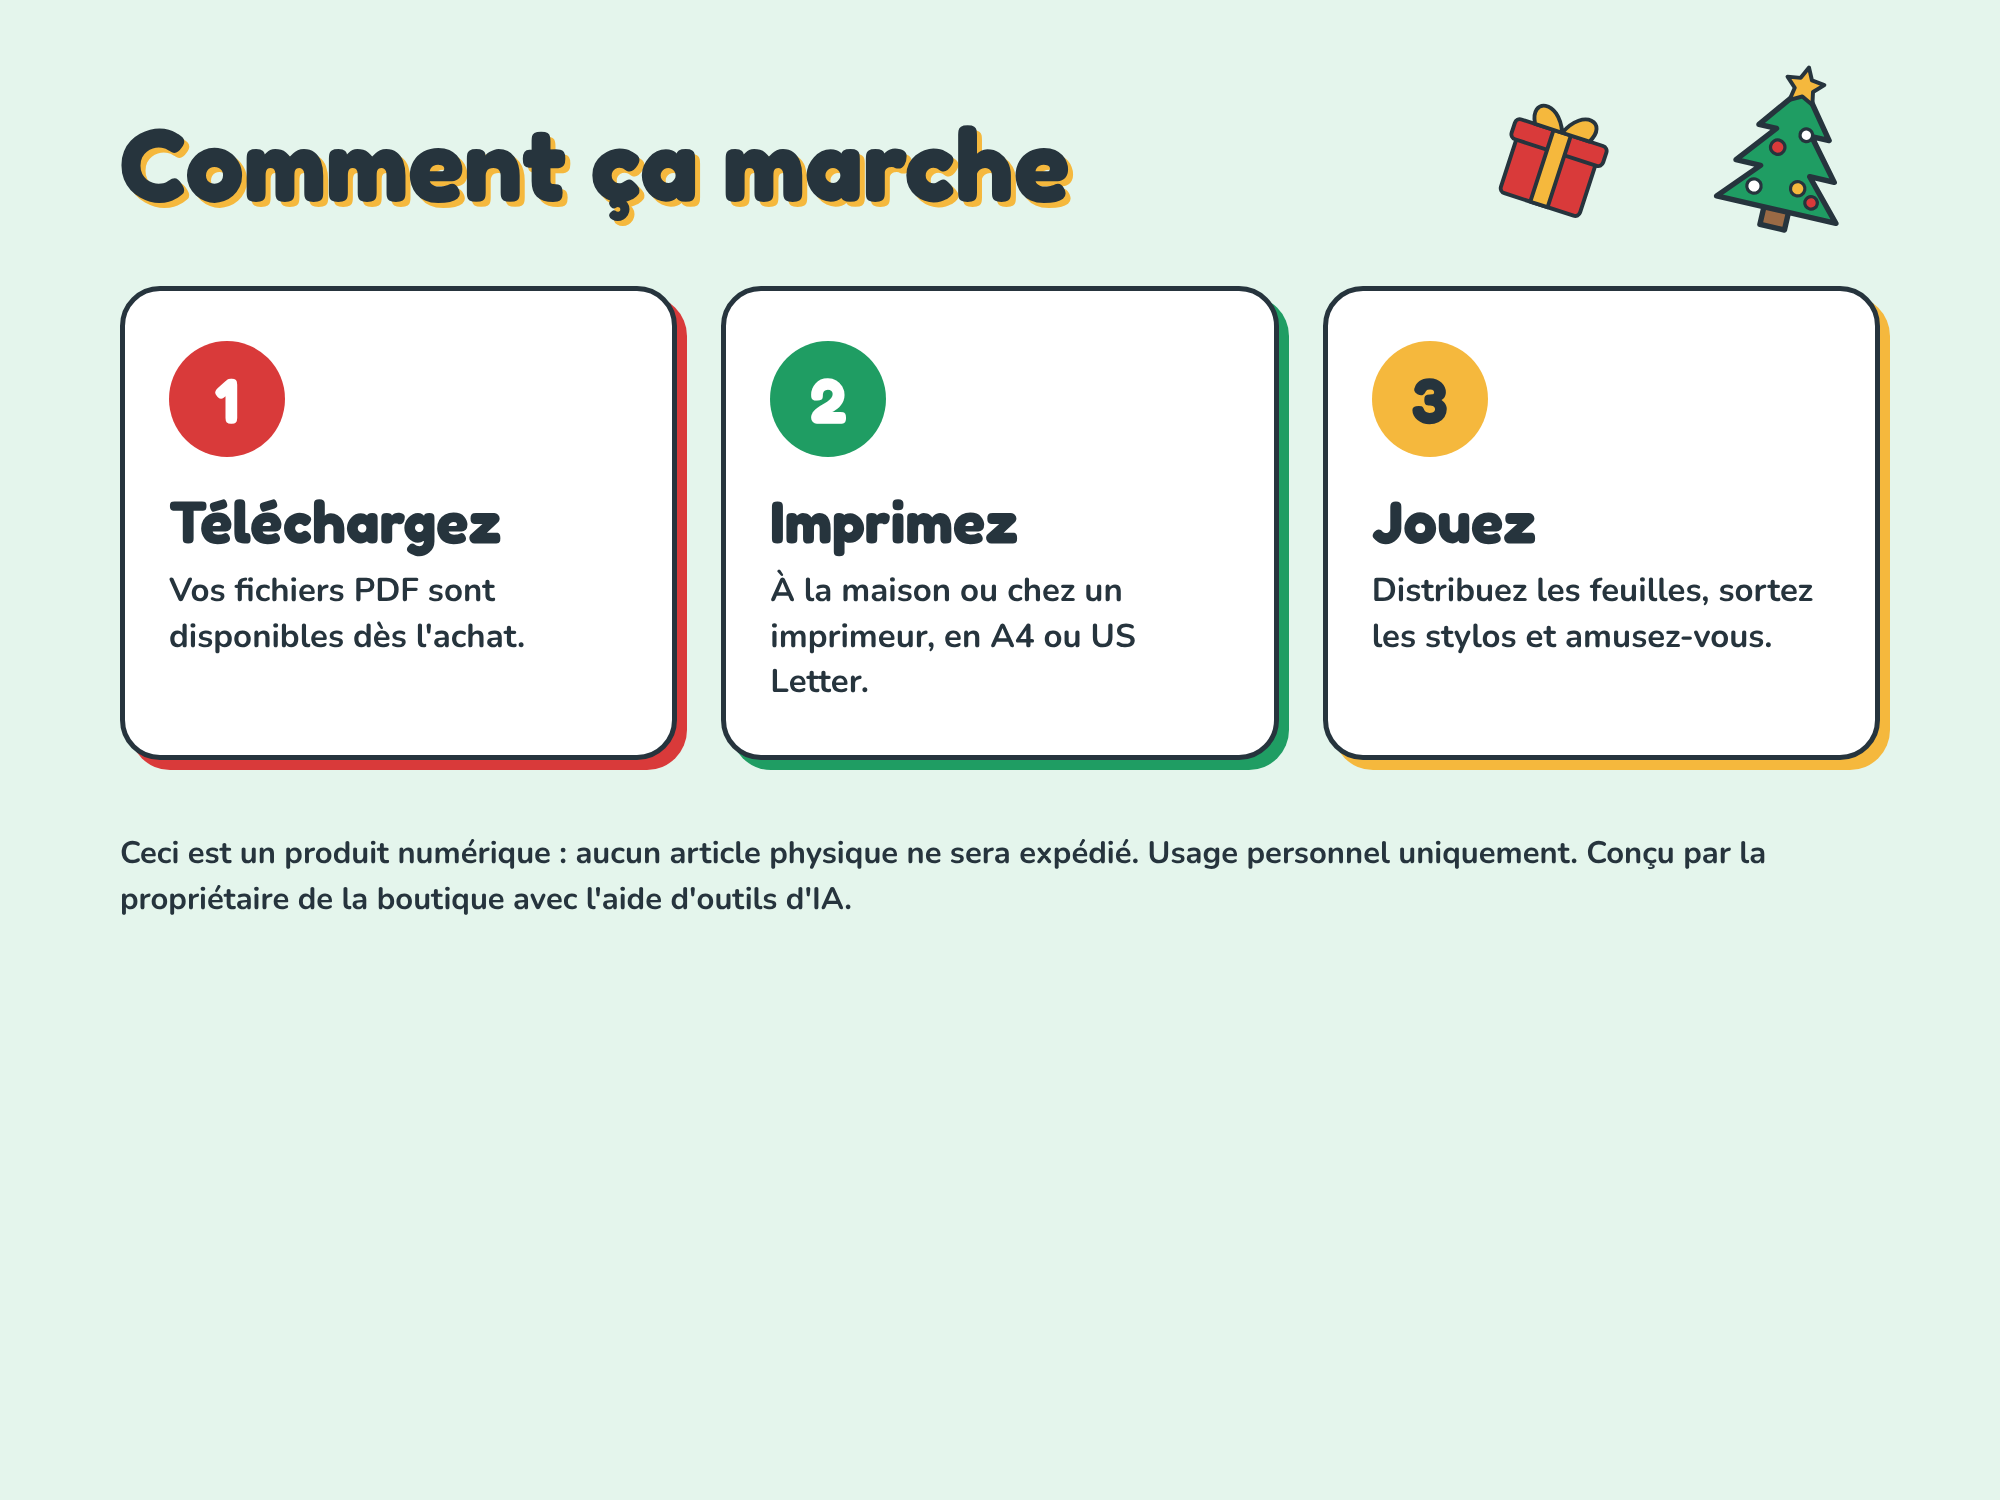 Comment ça marche
1
Téléchargez
Vos fichiers PDF sont
disponibles dès l'achat.
2
Imprimez
À la maison ou chez un
imprimeur, en A4 ou US
Letter.
3
Jouez
Distribuez les feuilles, sortez
les stylos et amusez-vous.
Ceci est un produit numérique : aucun article physique ne sera expédié. Usage personnel uniquement. Conçu par la
propriétaire de la boutique avec l'aide d'outils d'IA.